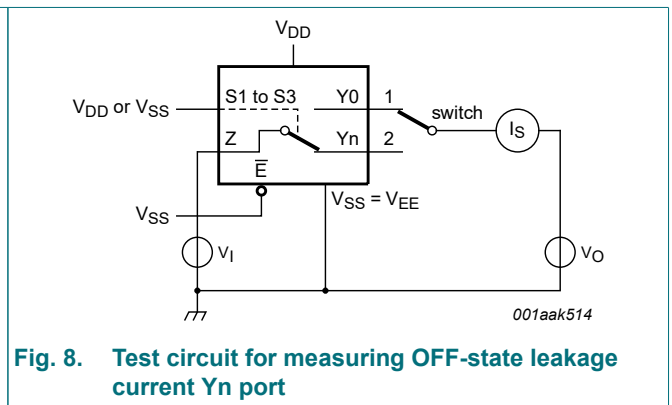 VDD
VDD or VSS
S1 to S3
Y0
1
switch
IS
Z
Yn
2
E
VSS = VEE
VSS
VI
VO
001aak514
Fig. 8. Test circuit for measuring OFF-state leakage
current Yn port